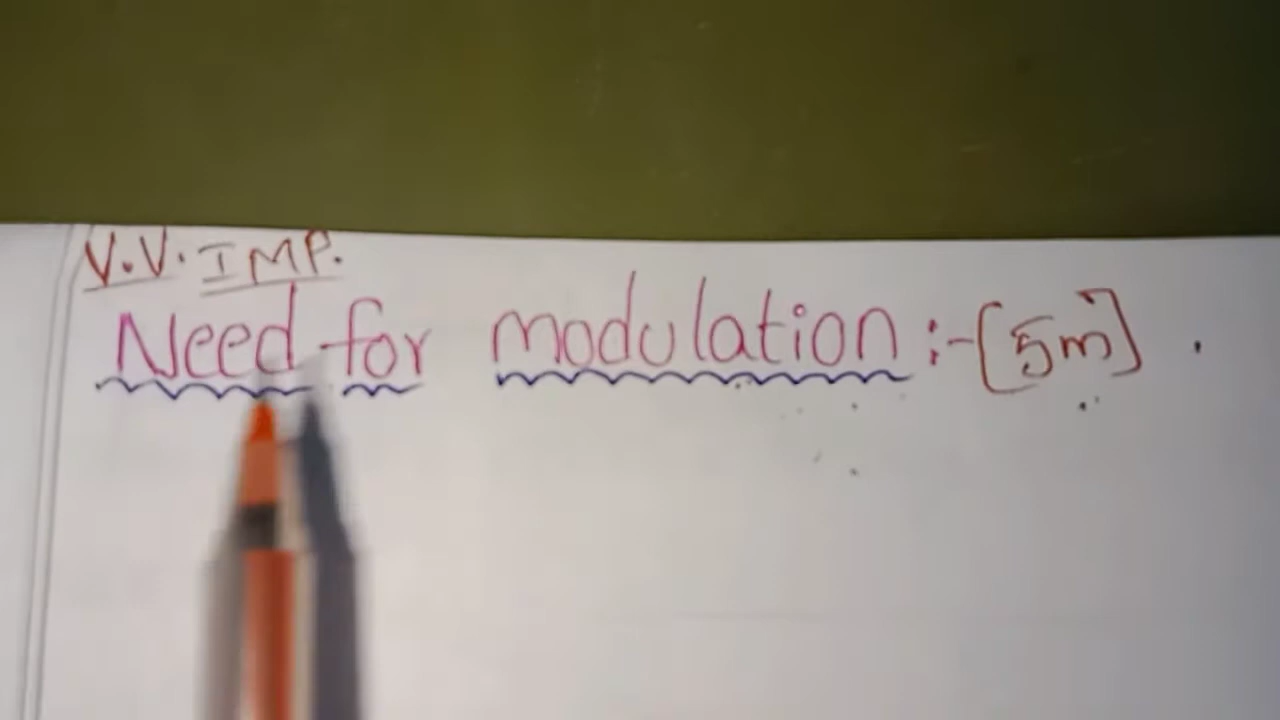 V.V. IMP.
Need for modulation :- [5m]